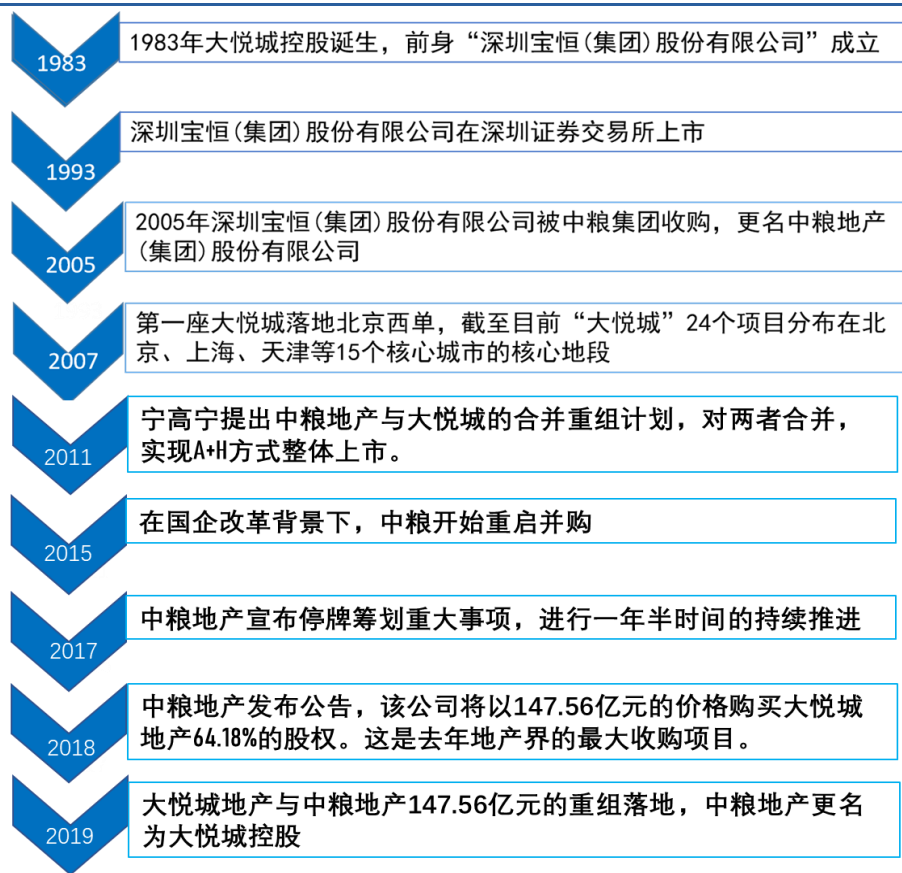 1983
1983年大悦城控股诞生，前身“深圳宝恒(集团)股份有限公司”成立
1993
深圳宝恒(集团)股份有限公司在深圳证券交易所上市
2005
2005年深圳宝恒(集团)股份有限公司被中粮集团收购，更名中粮地产
(集团)股份有限公司
2007
第一座大悦城落地北京西单，截至目前“大悦城”24个项目分布在北
京、上海、天津等15个核心城市的核心地段
2011
宁高宁提出中粮地产与大悦城的合并重组计划，对两者合并，
实现A+H方式整体上市。
2015
在国企改革背景下，中粮开始重启并购
2017
中粮地产宣布停牌筹划重大事项，进行一年半时间的持续推进
2018
中粮地产发布公告，该公司将以147.56亿元的价格购买大悦城
地产64.18%的股权。这是去年地产界的最大收购项目。
2019
大悦城地产与中粮地产147.56亿元的重组落地，中粮地产更名
为大悦城控股